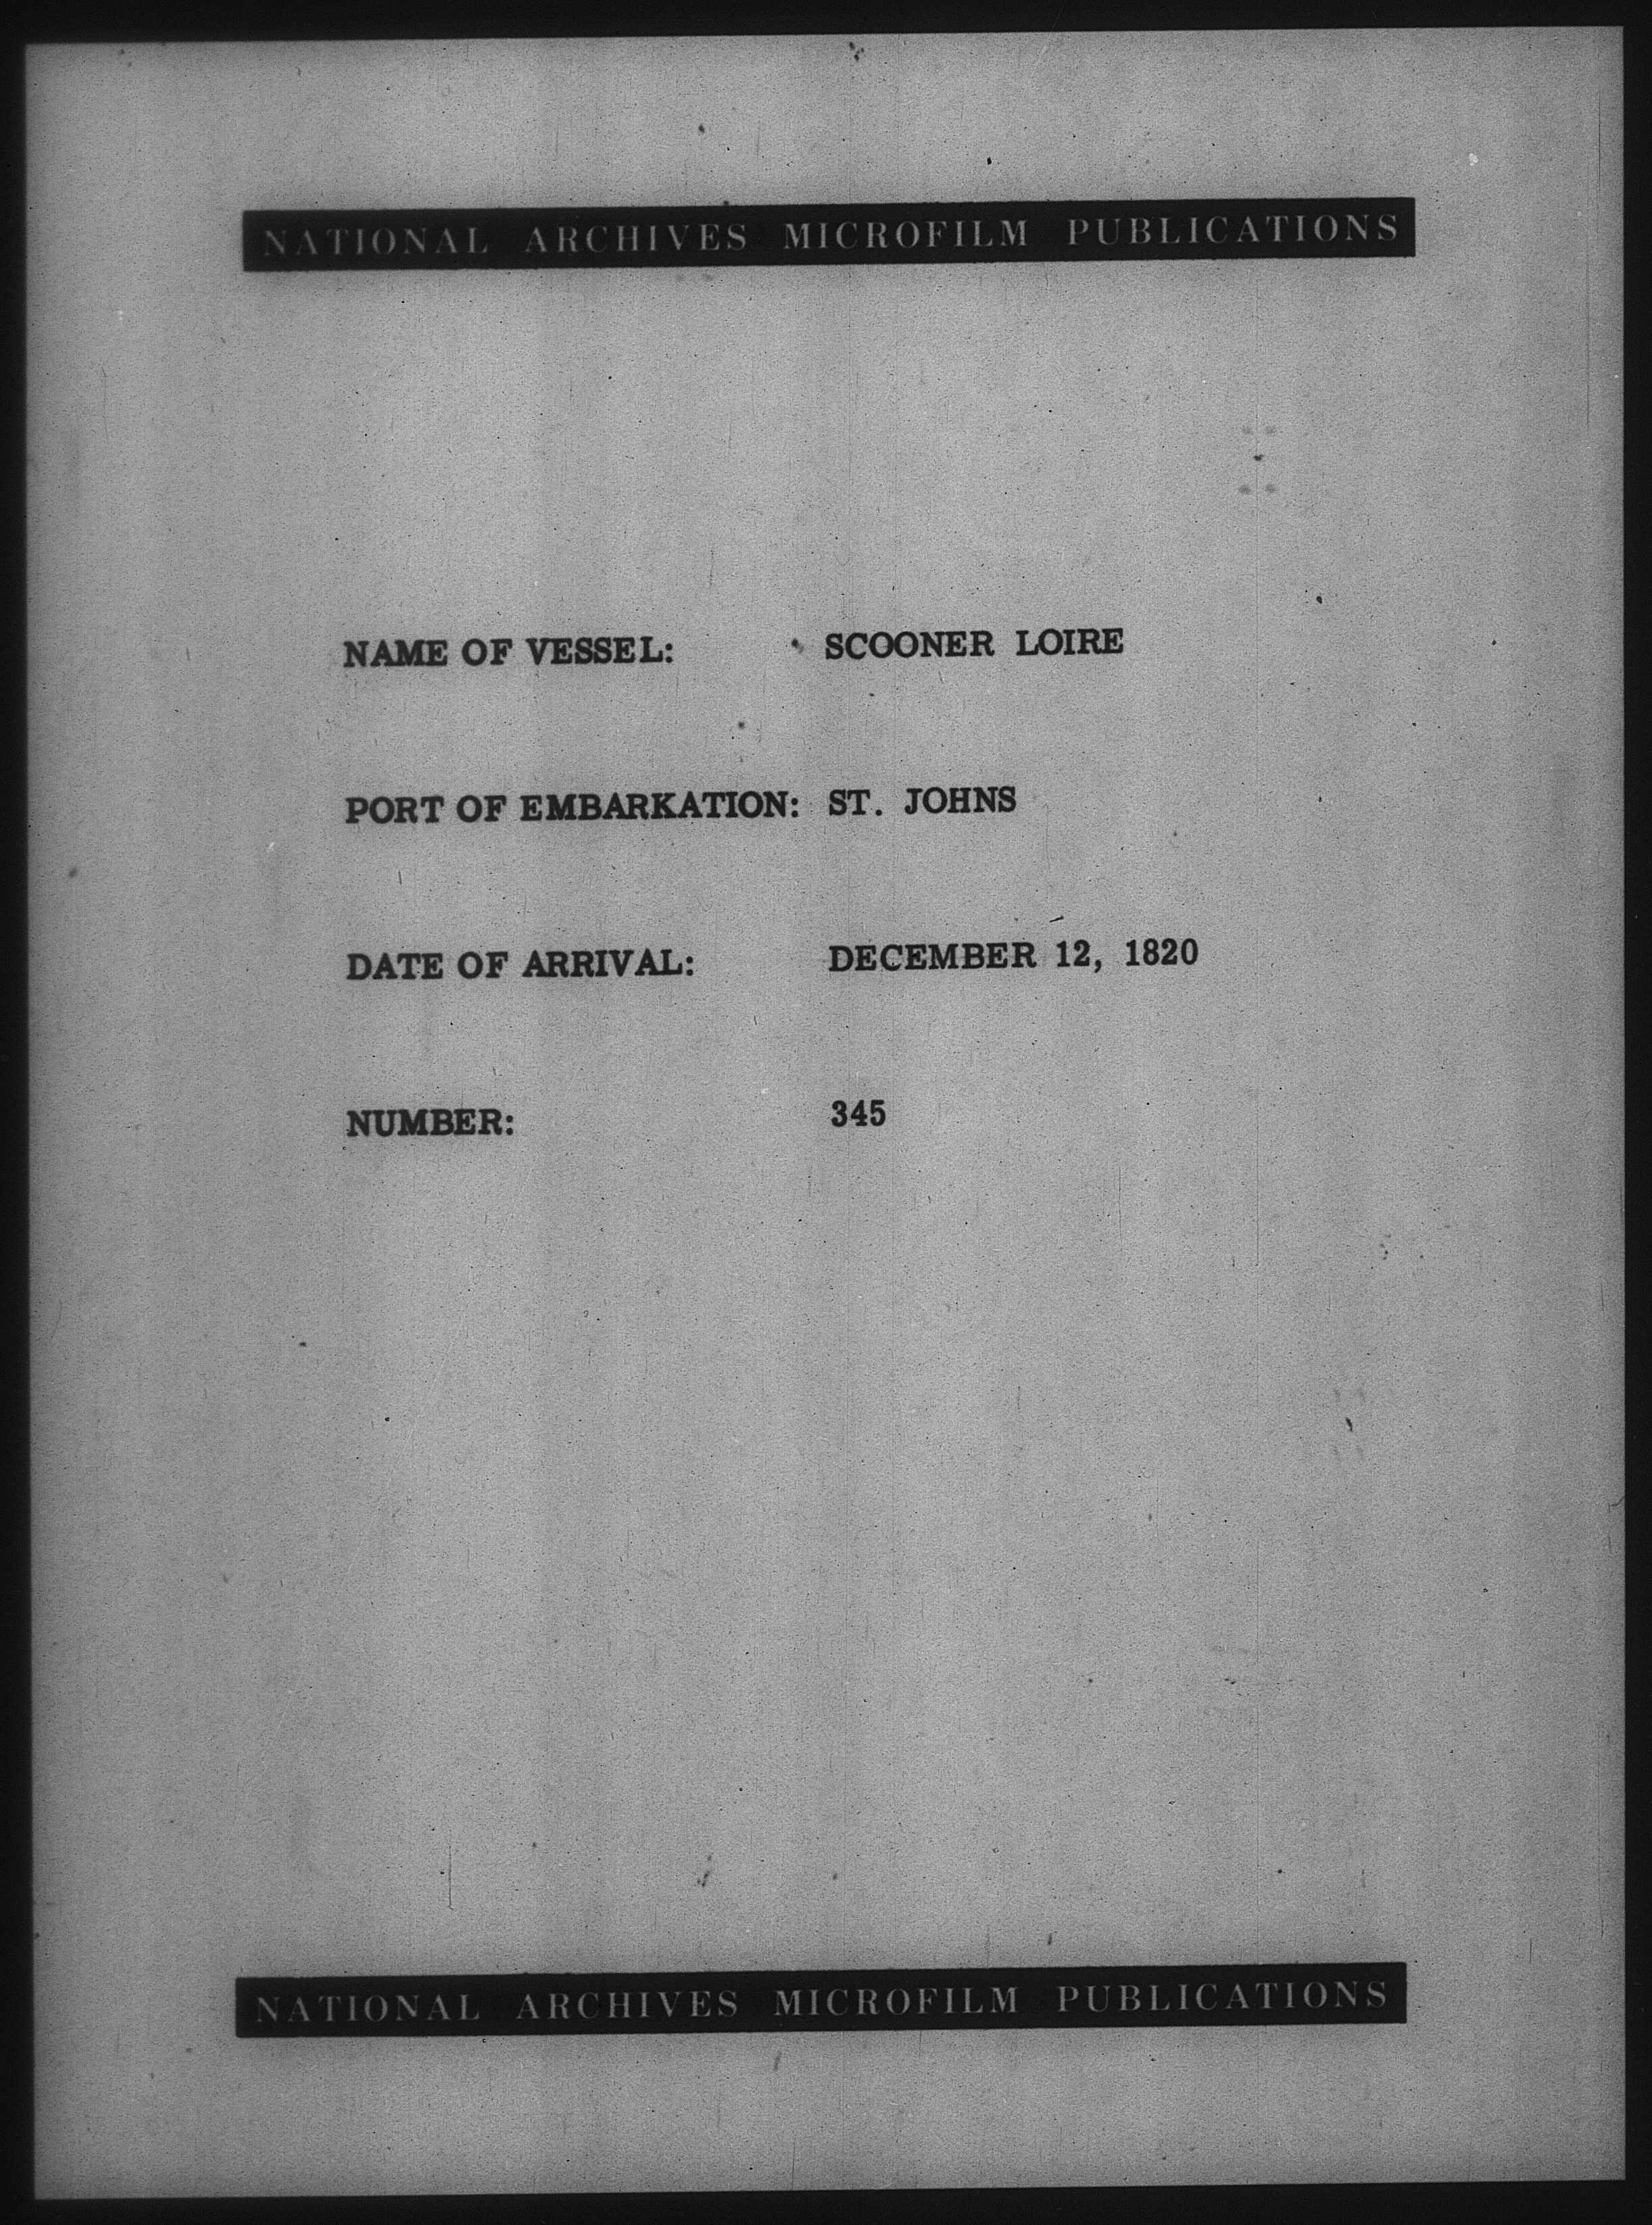 NATIONAL ARCHIVES MICROFILM PUBLICATIONS
NAME OF VESSEL: SCOONER LOIRE
PORT OF EMBARKATION: ST. JOHNS
DATE OF ARRIVAL: DECEMBER 12, 1820
NUMBER: 345
NATIONAL ARCHIVES MICROFILM PUBLICATIONS